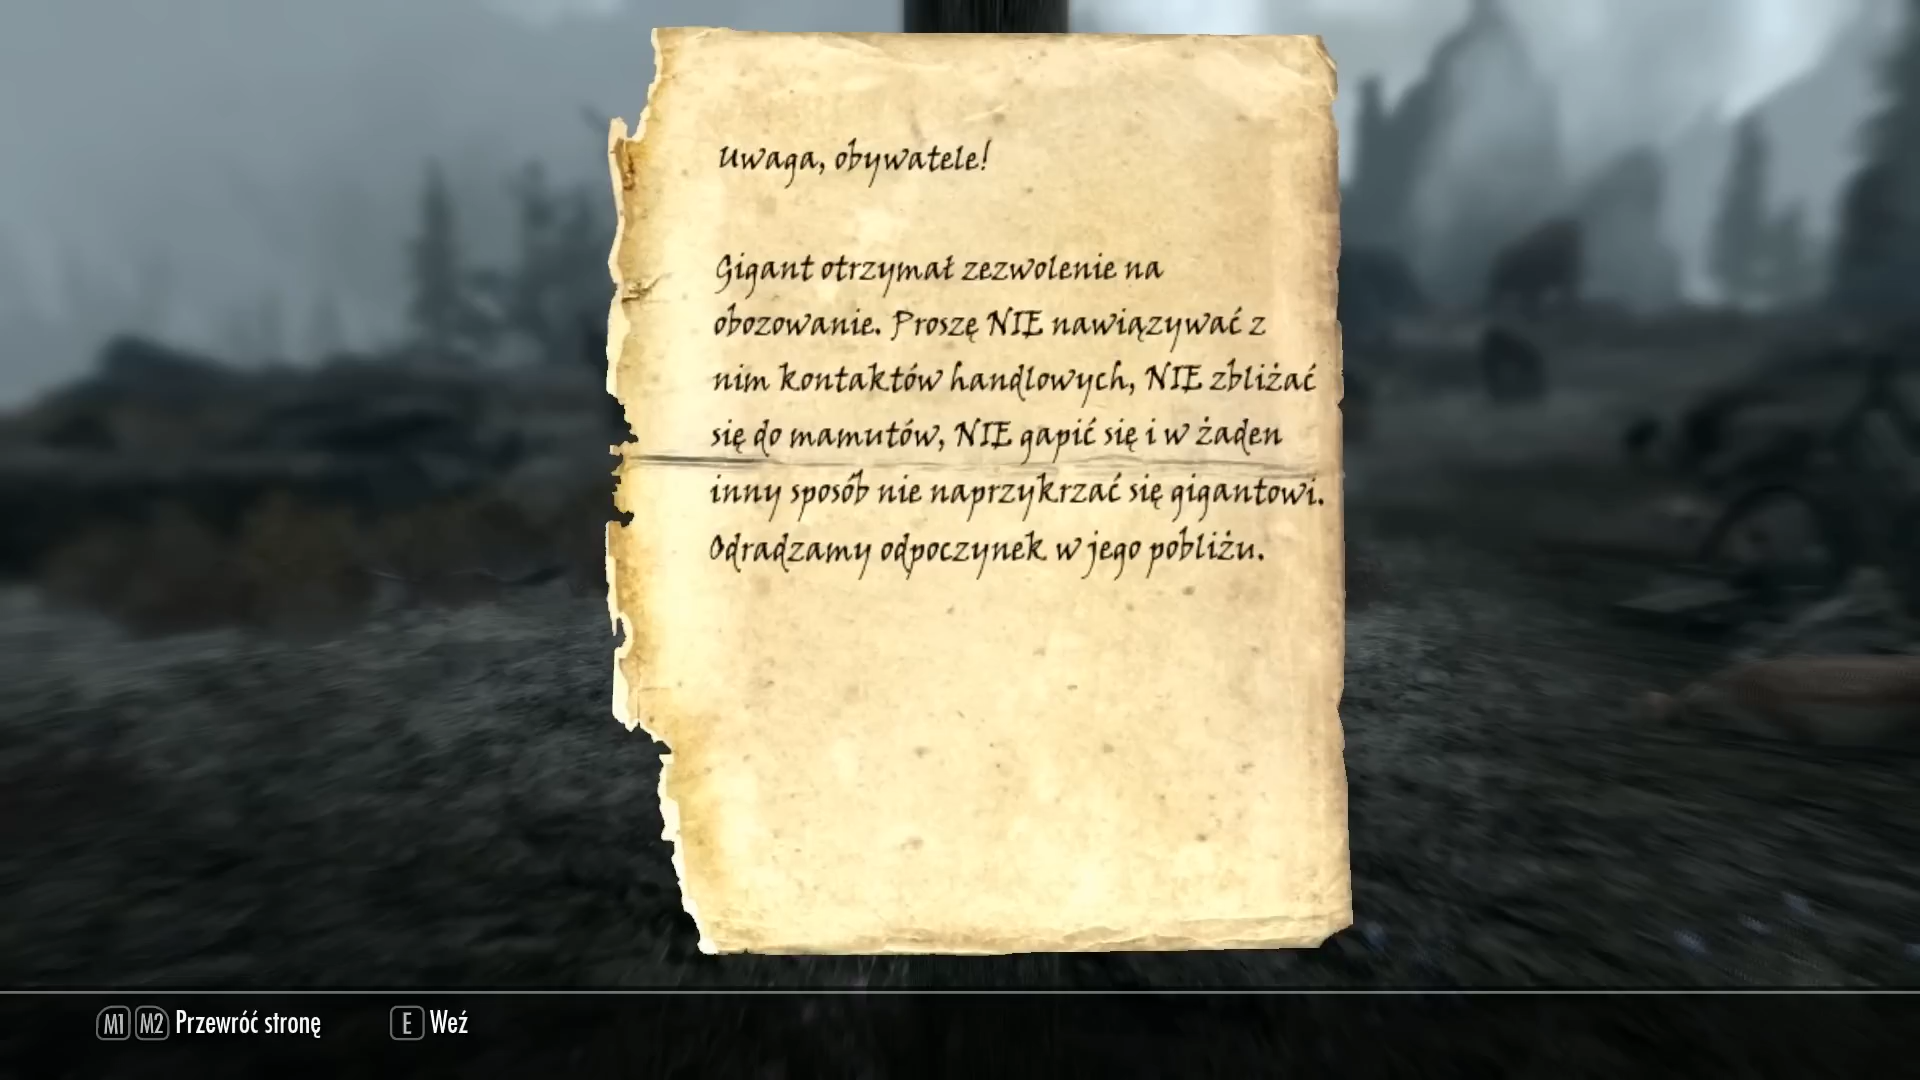 Uwaga, obywatele!
Gigant otrzymał zezwolenie na
obozowanie. Proszę NIE nawiązywać z
nim kontaktów handlowych, NIE zbliżać
się do mamutów, NIE gapić się i w żaden
inny sposób nie naprzykrzać się gigantowi.
Odradzamy odpoczynek w jego pobliżu.
M1 M2 Przewróć stronę E Weź